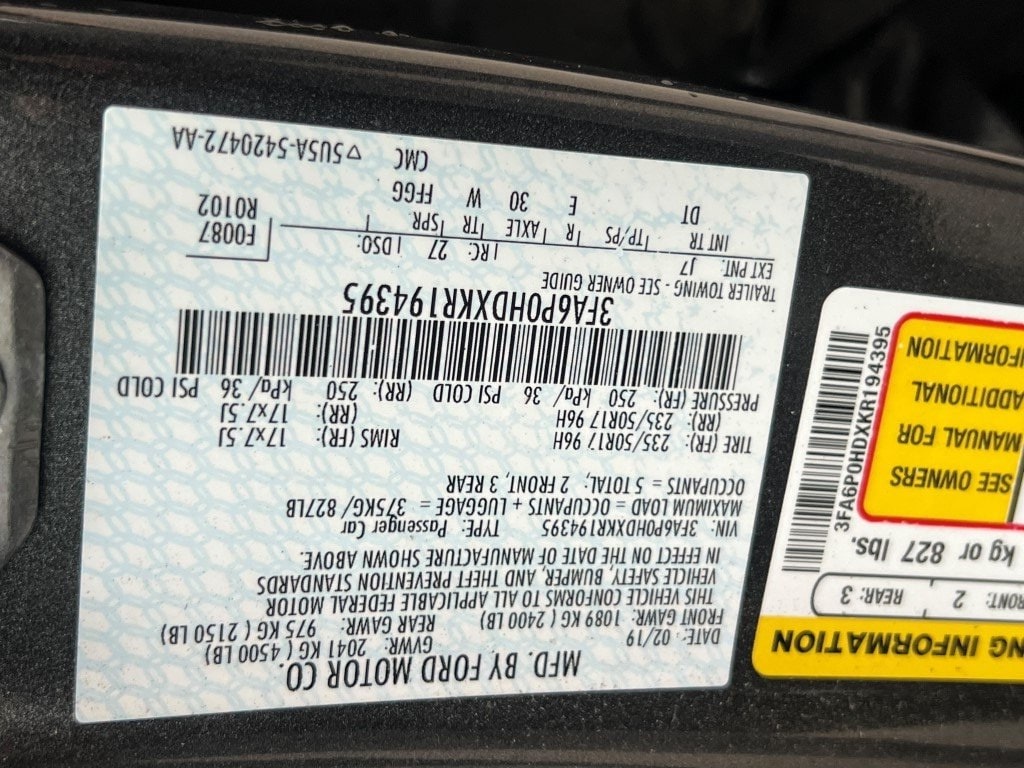 MFD. BY FORD MOTOR CO.
DATE: 02/19 GVWR: 2041 KG ( 4500 LB)
FRONT GAWR: 1089 KG ( 2400 LB) REAR GAWR: 975 KG ( 2150 LB)
THIS VEHICLE CONFORMS TO ALL APPLICABLE FEDERAL MOTOR
VEHICLE SAFETY, BUMPER, AND THEFT PREVENTION STANDARDS
IN EFFECT ON THE DATE OF MANUFACTURE SHOWN ABOVE.
VIN: 3FA6P0HDXKR194395 TYPE: Passenger Car
MAXIMUM LOAD = OCCUPANTS + LUGGAGE = 375KG/ 827LB
OCCUPANTS = 5 TOTAL: 2 FRONT, 3 REAR
TIRE (FR): 235/50R17 96H RIMS (FR): 17x7.5J
(RR): 235/50R17 96H (RR): 17x7.5J
PRESSURE (FR): 250 kPa/ 36 PSI COLD (RR): 250 kPa/ 36 PSI COLD
3FA6P0HDXKR194395
TRAILER TOWING - SEE OWNER GUIDE
EXT PNT: J7 RC: 27 DSO: F0087
INT TR TP/PS R AXLE TR SPR R0102
DT E 30 W FFGG
CMC ▽5U5A-5420472-AA
NG INFORMATION
RONT: 2 REAR: 3
kg or 827 lbs.
SEE OWNERS
MANUAL FOR
ADDITIONAL
NFORMATION
3FA6P0HDXKR194395